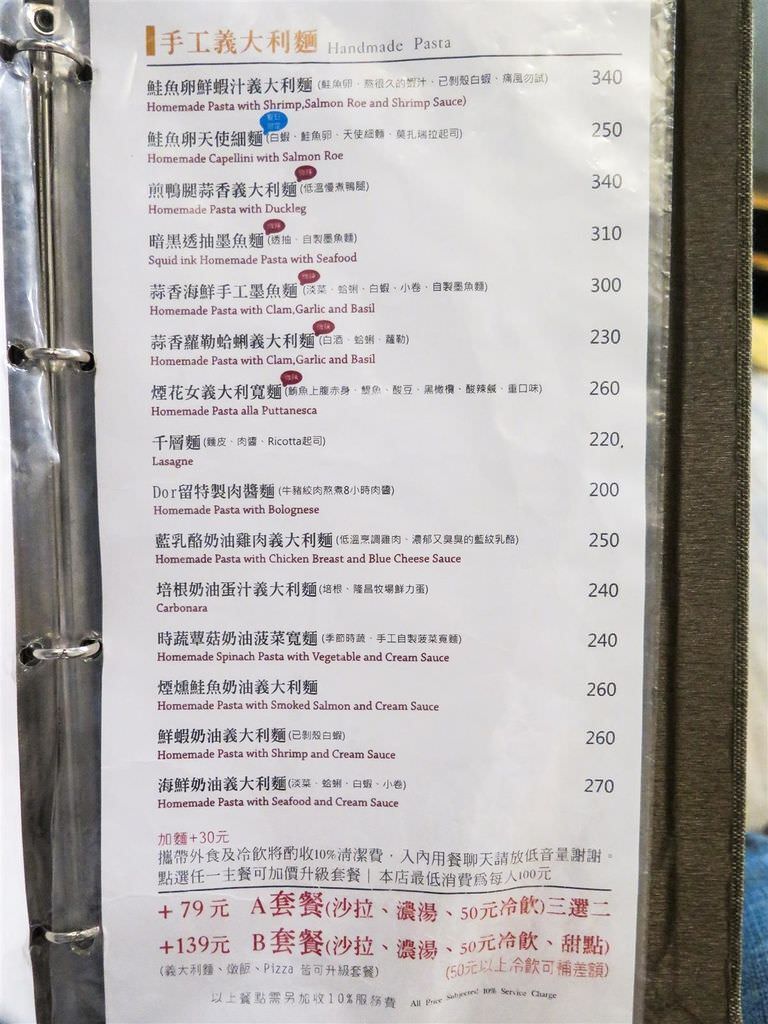 手工義大利麵 Handmade Pasta
鮭魚卵鮮蝦汁義大利麵 (鮭魚卵、熬很久的蝦汁、已剝殼白蝦、痛風勿試) 340
Homemade Pasta with Shrimp,Salmon Roe and Shrimp Sauce)
鮭魚卵天使細麵 (白蝦、鮭魚卵、天使細麵、莫扎瑞拉起司) 250
Homemade Capellini with Salmon Roe
微辣
煎鴨腿蒜香義大利麵 (低溫慢煮鴨腿) 340
Homemade Pasta with Duckleg
微辣
暗黑透抽墨魚麵 (透抽、自製墨魚麵) 310
Squid ink Homemade Pasta with Seafood
微辣
蒜香海鮮手工墨魚麵 (淡菜、蛤蜊、白蝦、小卷、自製墨魚麵) 300
Homemade Pasta with Clam,Garlic and Basil
微辣
蒜香蘿勒蛤蜊義大利麵 (白酒、蛤蜊、蘿勒) 230
Homemade Pasta with Clam,Garlic and Basil
微辣
煙花女義大利寬麵 (鮪魚上腹赤身、鯷魚、酸豆、黑橄欖、酸辣鹹、重口味) 260
Homemade Pasta alla Puttanesca
千層麵 (麵皮、肉醬、Ricotta起司) 220.
Lasagne
Dor留特製肉醬麵 (牛豬絞肉熬煮8小時肉醬) 200
Homemade Pasta with Bolognese
藍乳酪奶油雞肉義大利麵 (低溫烹調雞肉、濃郁又臭臭的藍紋乳酪) 250
Homemade Pasta with Chicken Breast and Blue Cheese Sauce
培根奶油蛋汁義大利麵 (培根、隆昌牧場鮮力蛋) 240
Carbonara
時蔬蕈菇奶油菠菜寬麵 (季節時蔬、手工自製菠菜寬麵) 240
Homemade Spinach Pasta with Vegetable and Cream Sauce
煙燻鮭魚奶油義大利麵 260
Homemade Pasta with Smoked Salmon and Cream Sauce
鮮蝦奶油義大利麵 (已剝殼白蝦) 260
Homemade Pasta with Shrimp and Cream Sauce
海鮮奶油義大利麵 (淡菜、蛤蜊、白蝦、小卷) 270
Homemade Pasta with Seafood and Cream Sauce
加麵+30元
攜帶外食及冷飲將酌收10%清潔費，入內用餐聊天請放低音量謝謝。
點選任一主餐可加價升級套餐 | 本店最低消費為每人100元
+ 79元 A套餐(沙拉、濃湯、50元冷飲)三選二
+139元 B套餐(沙拉、濃湯、50元冷飲、甜點)
(義大利麵、燉飯、Pizza 皆可升級套餐) (50元以上冷飲可補差額)
以上餐點需另加收10%服務費 All Price Subjected 10% Service Charge